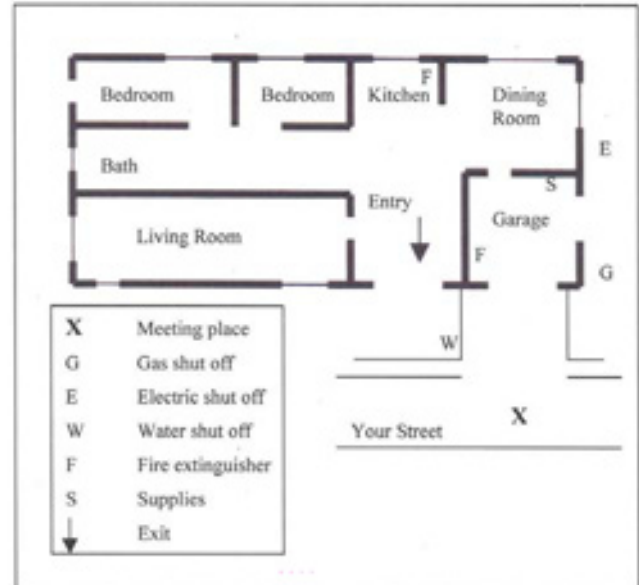 Bedroom
Bedroom
Kitchen
F
Dining
Room
E
Bath
S
Entry
Living Room
Garage
F
G
W
X
Your Street
X Meeting place
G Gas shut off
E Electric shut off
W Water shut off
F Fire extinguisher
S Supplies
Exit